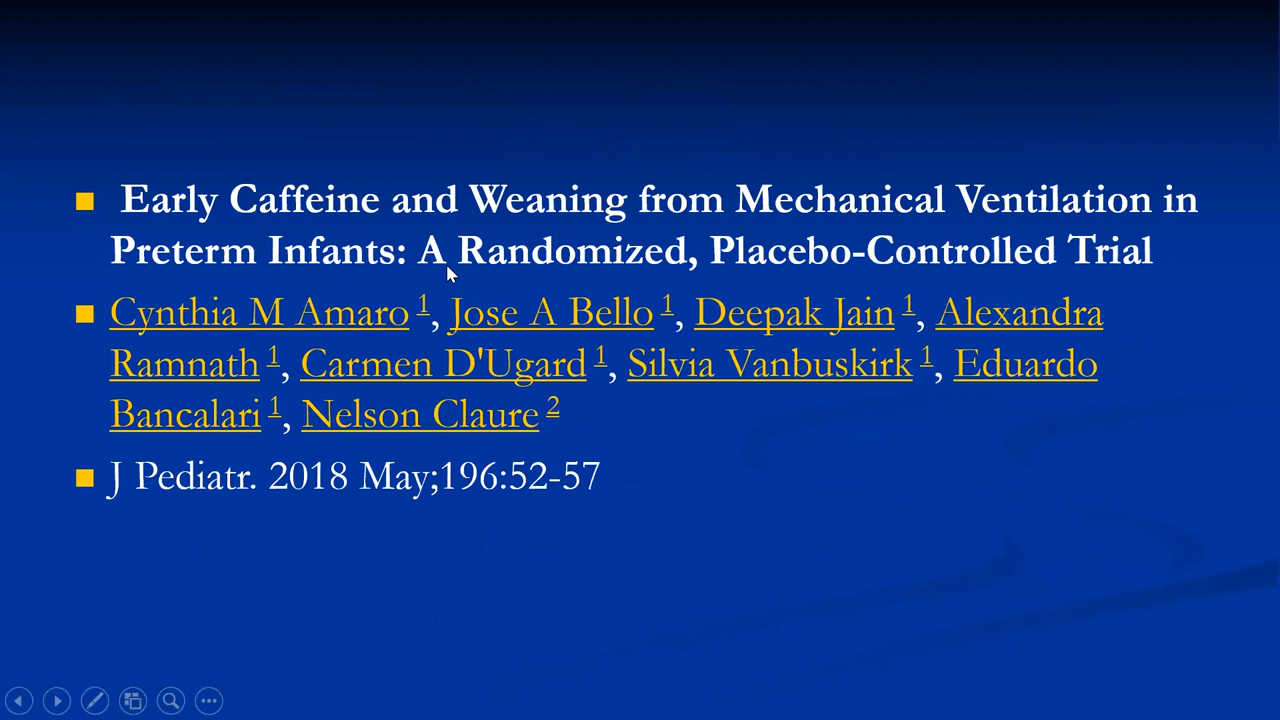 Early Caffeine and Weaning from Mechanical Ventilation in
Preterm Infants: A Randomized, Placebo-Controlled Trial
Cynthia M Amaro 1, Jose A Bello 1, Deepak Jain 1, Alexandra
Ramnath 1, Carmen D'Ugard 1, Silvia Vanbuskirk 1, Eduardo
Bancalari 1, Nelson Claure 2
J Pediatr. 2018 May;196:52-57